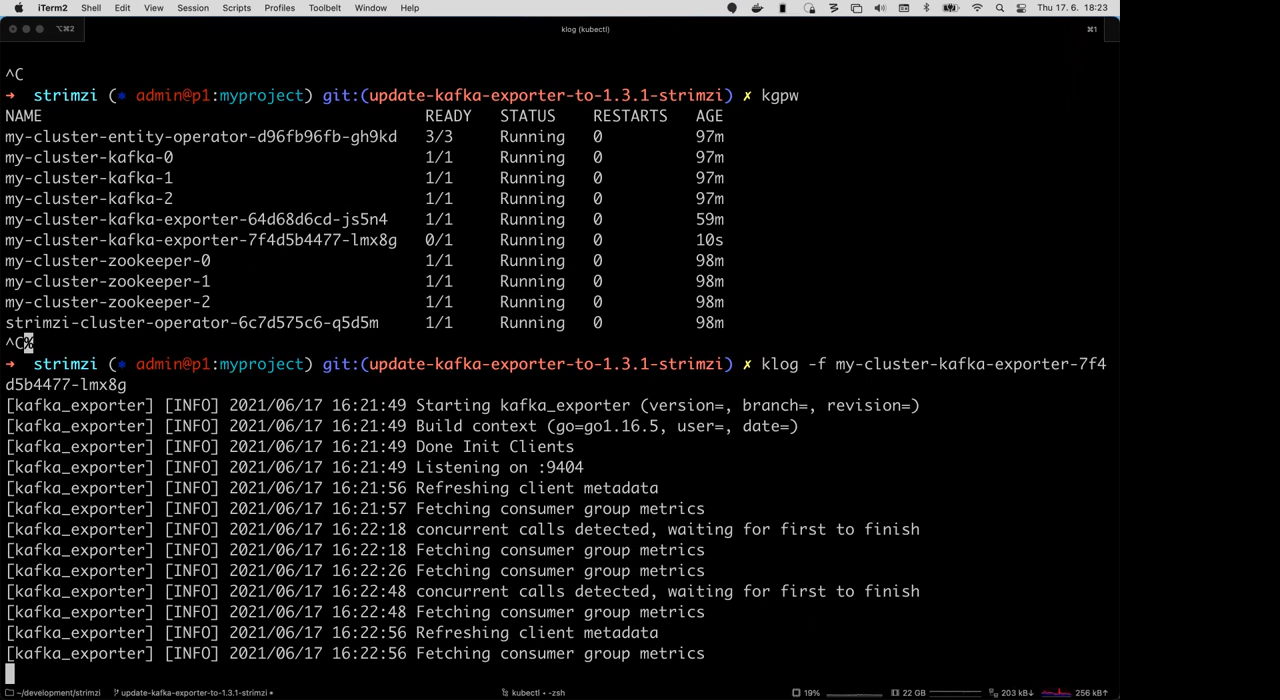 iTerm2 Shell Edit View Session Scripts Profiles Toolbelt Window Help Thu 17. 6. 18:23
⌥⌘2 klog (kubectl) ⌘1
^C
→ strimzi (⎈ admin@p1:myproject) git:(update-kafka-exporter-to-1.3.1-strimzi) ✗ kgpw
NAME READY STATUS RESTARTS AGE
my-cluster-entity-operator-d96fb96fb-gh9kd 3/3 Running 0 97m
my-cluster-kafka-0 1/1 Running 0 97m
my-cluster-kafka-1 1/1 Running 0 97m
my-cluster-kafka-2 1/1 Running 0 97m
my-cluster-kafka-exporter-64d68d6cd-js5n4 1/1 Running 0 59m
my-cluster-kafka-exporter-7f4d5b4477-lmx8g 0/1 Running 0 10s
my-cluster-zookeeper-0 1/1 Running 0 98m
my-cluster-zookeeper-1 1/1 Running 0 98m
my-cluster-zookeeper-2 1/1 Running 0 98m
strimzi-cluster-operator-6c7d575c6-q5d5m 1/1 Running 0 98m
^C%
→ strimzi (⎈ admin@p1:myproject) git:(update-kafka-exporter-to-1.3.1-strimzi) ✗ klog -f my-cluster-kafka-exporter-7f4
d5b4477-lmx8g
[kafka_exporter] [INFO] 2021/06/17 16:21:49 Starting kafka_exporter (version=, branch=, revision=)
[kafka_exporter] [INFO] 2021/06/17 16:21:49 Build context (go=go1.16.5, user=, date=)
[kafka_exporter] [INFO] 2021/06/17 16:21:49 Done Init Clients
[kafka_exporter] [INFO] 2021/06/17 16:21:49 Listening on :9404
[kafka_exporter] [INFO] 2021/06/17 16:21:56 Refreshing client metadata
[kafka_exporter] [INFO] 2021/06/17 16:21:57 Fetching consumer group metrics
[kafka_exporter] [INFO] 2021/06/17 16:22:18 concurrent calls detected, waiting for first to finish
[kafka_exporter] [INFO] 2021/06/17 16:22:18 Fetching consumer group metrics
[kafka_exporter] [INFO] 2021/06/17 16:22:26 Fetching consumer group metrics
[kafka_exporter] [INFO] 2021/06/17 16:22:48 concurrent calls detected, waiting for first to finish
[kafka_exporter] [INFO] 2021/06/17 16:22:48 Fetching consumer group metrics
[kafka_exporter] [INFO] 2021/06/17 16:22:56 Refreshing client metadata
[kafka_exporter] [INFO] 2021/06/17 16:22:56 Fetching consumer group metrics
~/development/strimzi update-kafka-exporter-to-1.3.1-strimzi • kubectl ◂ -zsh 19% 22 GB 203 kB↓ 256 kB↑